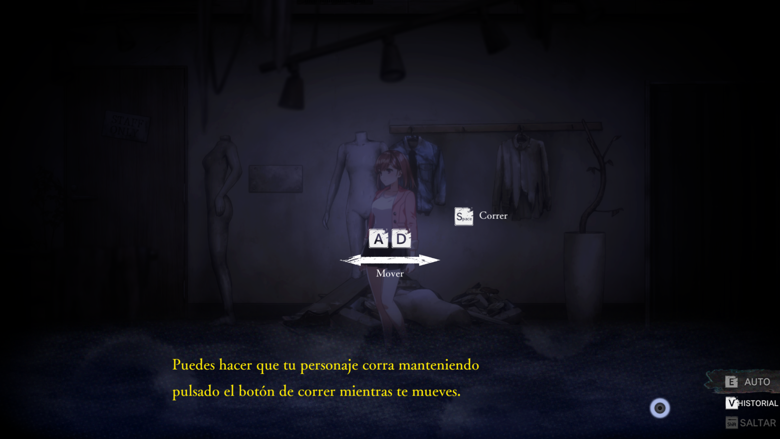 Space Correr
A D
Mover
Puedes hacer que tu personaje corra manteniendo
pulsado el botón de correr mientras te mueves.
E AUTO
V HISTORIAL
SALTAR